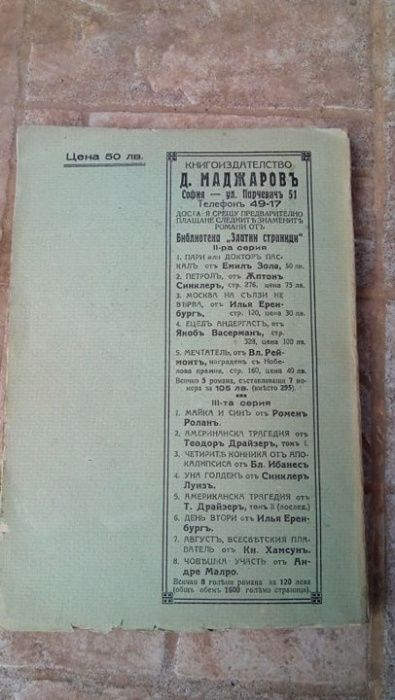 Цена 50 лв.
КНИГОИЗДАТЕЛСТВО
Д. МАДЖАРОВЪ
София — ул. Парчевичъ 51
Телефонъ 49-17
ДОСТАВЯ СРЕЩУ ПРЕДВАРИТЕЛНО
ПЛАЩАНЕ СЛЕДНИТѢ ЗНАМЕНИТИ
РОМАНИ ОТЪ
Библиотека „Златни страници“
II-ра серия
1. ПАРИ или ДОКТОРЪ ПАС-
КАЛЪ отъ Емилъ Зола, 50 лв.
2. ПЕТРОЛЪ, отъ Ѫптонъ
Синклеръ, стр. 276, цена 75 лв.
3. МОСКВА НА СЪЛЗИ НЕ
ВѢРВА, отъ Илья Ерен-
бургъ, стр. 120, цена 30 лв.
4. ЕЦЕЛЪ АНДЕРГАСТЪ, отъ
Якобъ Васерманъ, стр.
328, цена 100 лв.
5. МЕЧТАТЕЛЬ, отъ Вл. Рей-
монтъ, награденъ съ Нобе-
лова премия, стр. 160, цена 40 лв.
Всичко 5 романа, съставляващи 7 но-
мера за 105 лв. (вмѣсто 295).
III-та серия
1. МАЙКА И СИНЪ отъ Роменъ
Роланъ.
2. АМЕРИКАНСКА ТРАГЕДИЯ отъ
Теодоръ Драйзеръ, томъ I.
3. ЧЕТИРИТѢ КОННИКА ОТЪ АПО-
КАЛИПСИСА отъ Бл. Ибанесъ
4. УНА ГОЛДЕНЪ отъ Синклеръ
Луизъ.
5. АМЕРИКАНСКА ТРАГЕДИЯ отъ
Т. Драйзеръ, томъ II (послед.)
6. ДЕНЬ ВТОРИ отъ Илья Ерен-
бургъ.
7. АВГУСТЪ, ВСЕСВѢТСКИЯ ПЛА-
ВАТЕЛЬ отъ Кн. Хамсунъ.
8. ЧОВѢШКА УЧАСТЬ отъ Ан-
дре Малро.
Всичко 8 голѣми романа за 120 лева
(общъ обемъ 1600 голѣми страници)